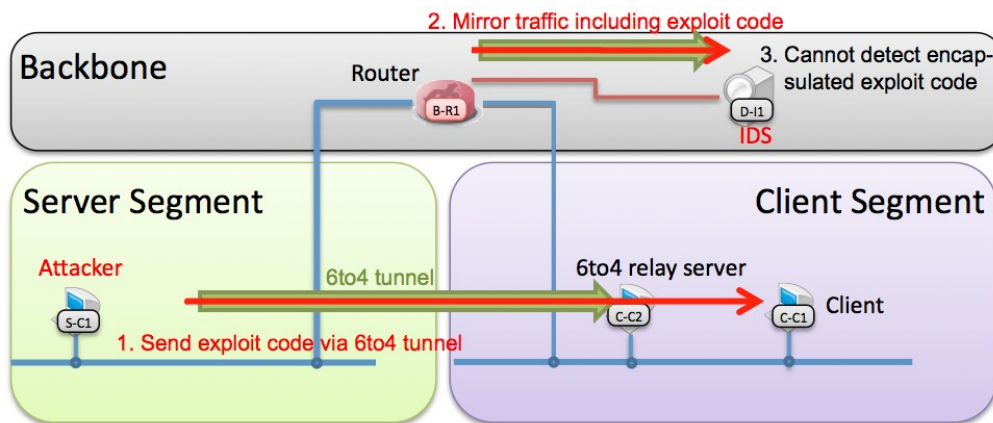 2. Mirror traffic including exploit code
Backbone
Router
3. Cannot detect encap-
sulated exploit code
B-R1
D-I1
IDS
Server Segment
Client Segment
Attacker
6to4 tunnel
6to4 relay server
S-C1
C-C2
C-C1
Client
1. Send exploit code via 6to4 tunnel